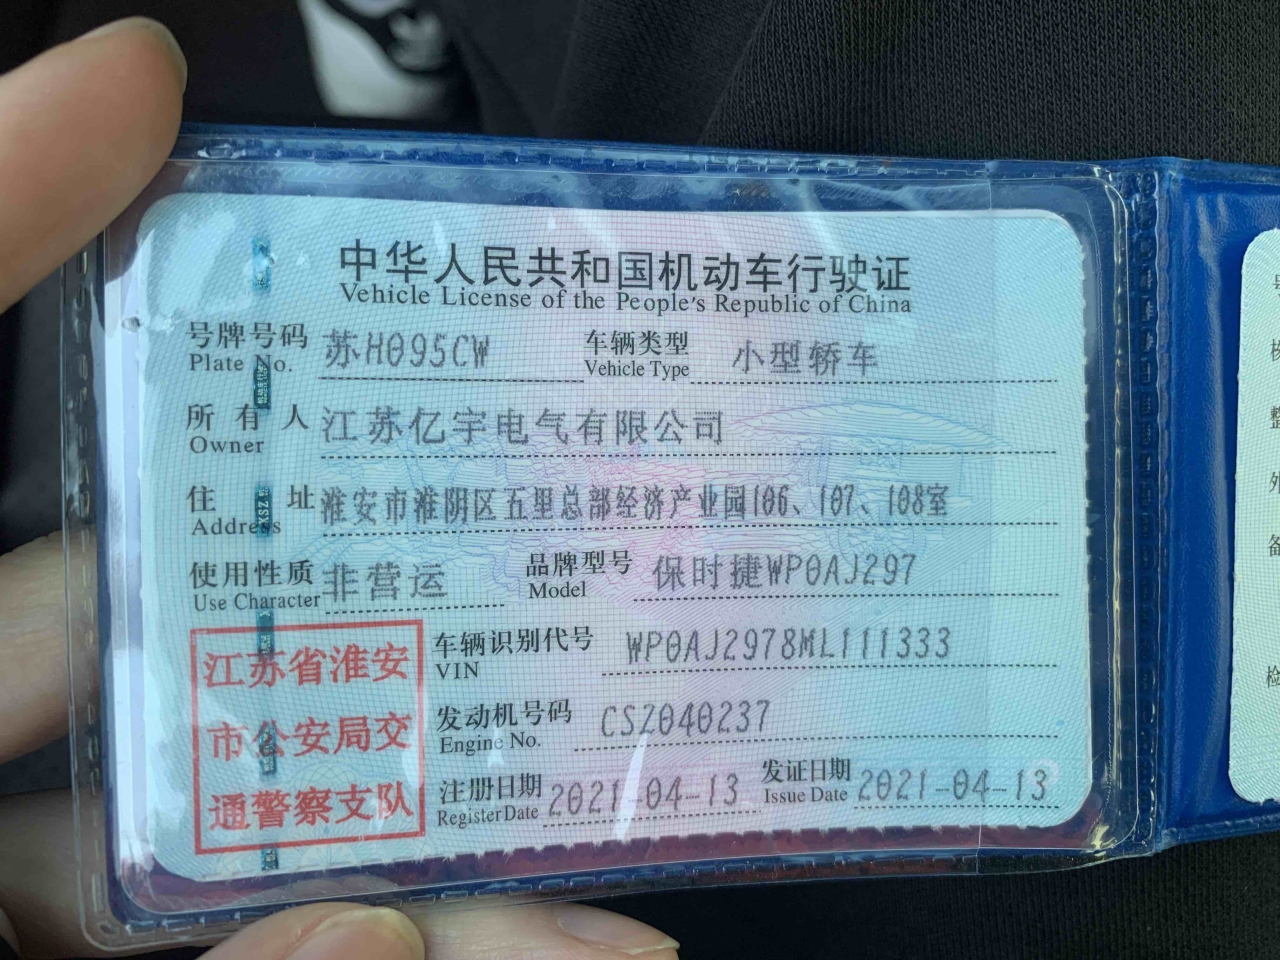 中华人民共和国机动车行驶证
Vehicle License of the People's Republic of China
号牌号码 苏H095CW 车辆类型 小型轿车
Plate No. Vehicle Type
所有人 江苏亿宇电气有限公司
Owner
住址 淮安市淮阴区五里总部经济产业园106、107、108室
Address
使用性质 非营运 品牌型号 保时捷WP0AJ297
Use Character Model
车辆识别代号 WP0AJ2978ML111333
VIN
发动机号码 CSZ040237
Engine No.
注册日期 2021-04-13 发证日期 2021-04-13
Register Date Issue Date
江苏省淮安
市公安局交
通警察支队